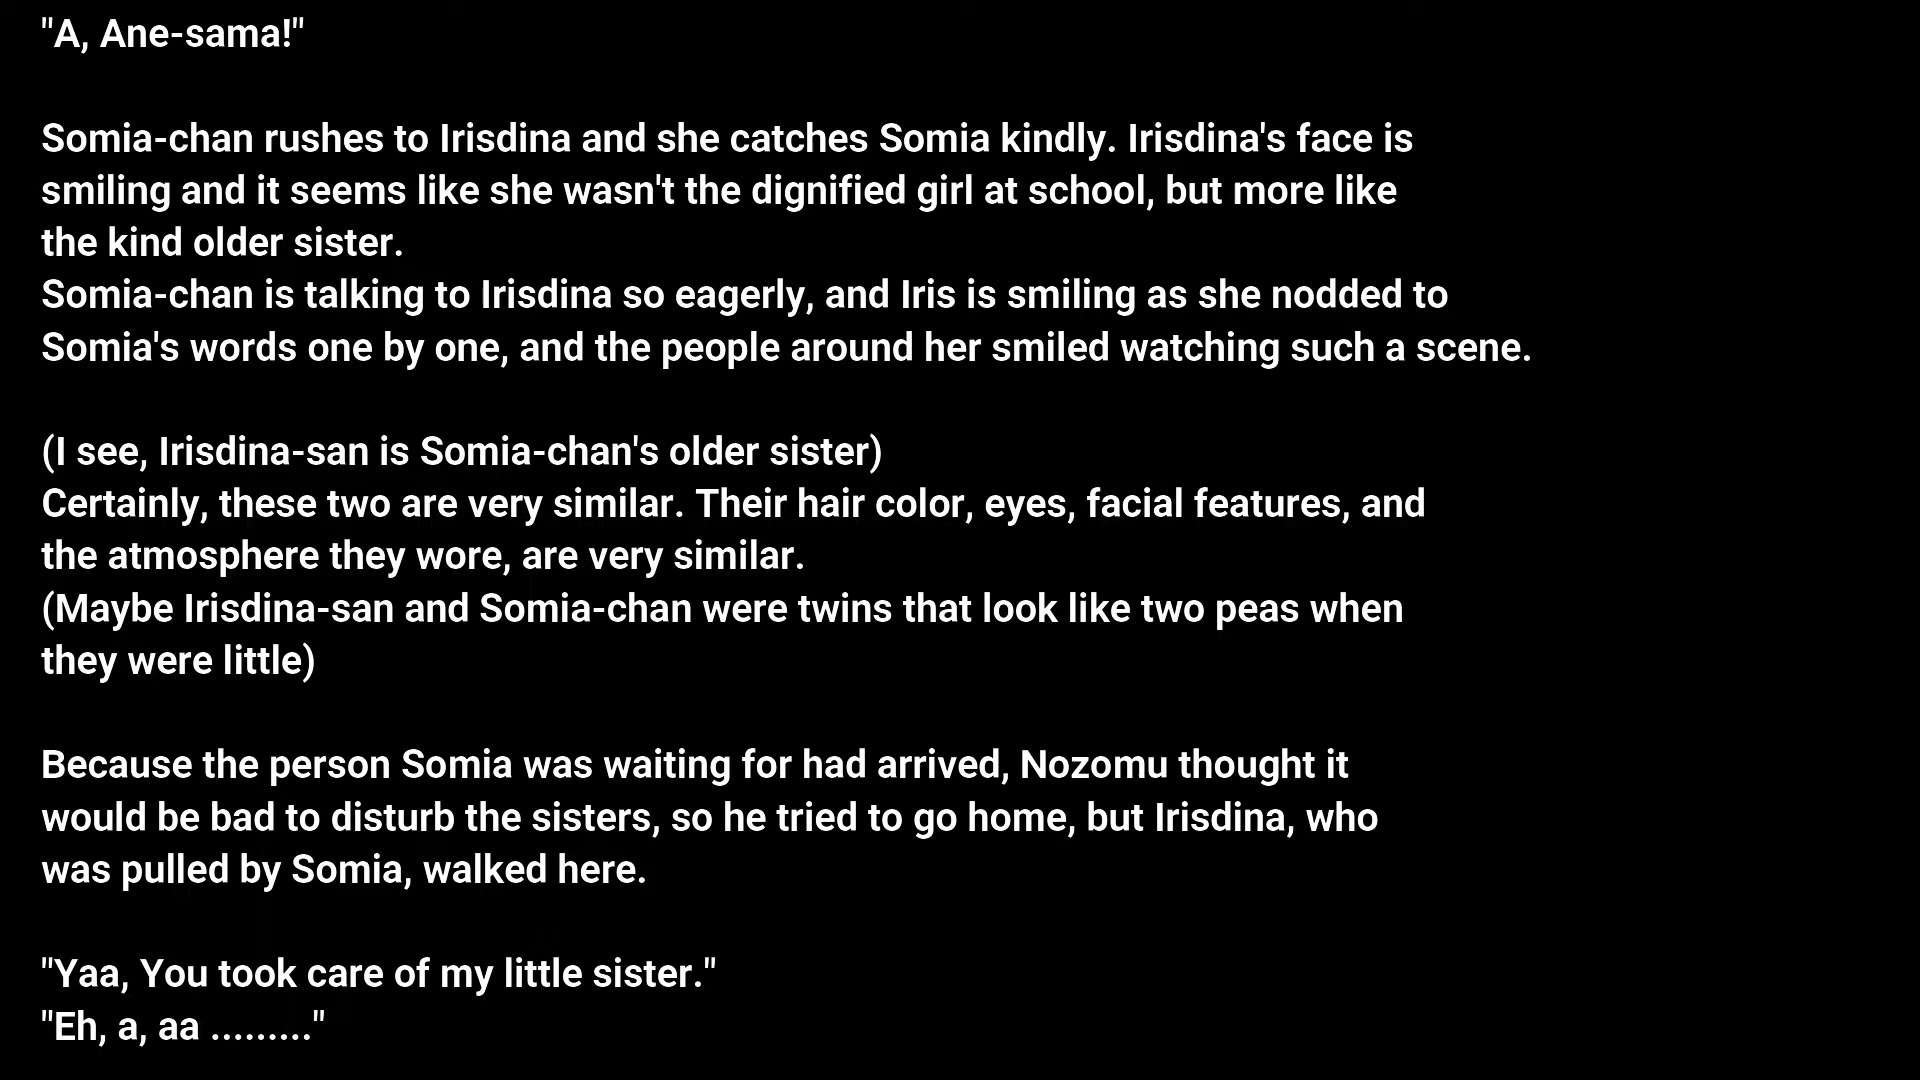 "A, Ane-sama!"
Somia-chan rushes to Irisdina and she catches Somia kindly. Irisdina's face is
smiling and it seems like she wasn't the dignified girl at school, but more like
the kind older sister.
Somia-chan is talking to Irisdina so eagerly, and Iris is smiling as she nodded to
Somia's words one by one, and the people around her smiled watching such a scene.
(I see, Irisdina-san is Somia-chan's older sister)
Certainly, these two are very similar. Their hair color, eyes, facial features, and
the atmosphere they wore, are very similar.
(Maybe Irisdina-san and Somia-chan were twins that look like two peas when
they were little)
Because the person Somia was waiting for had arrived, Nozomu thought it
would be bad to disturb the sisters, so he tried to go home, but Irisdina, who
was pulled by Somia, walked here.
"Yaa, You took care of my little sister."
"Eh, a, aa ........."